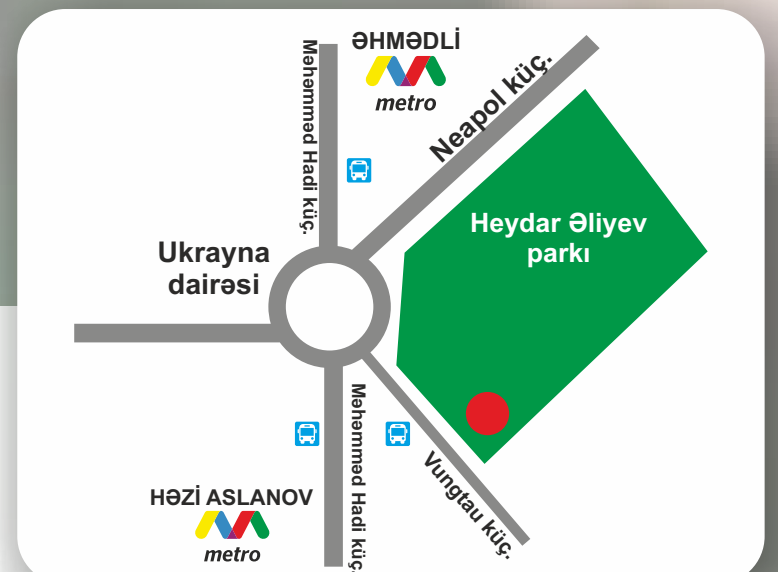 ƏHMƏDLİ
metro
Məhəmməd Hadi küç.
Neapol küç.
Heydar Əliyev
parkı
Ukrayna
dairəsi
Məhəmməd Hadi küç.
Vungtau küç.
HƏZİ ASLANOV
metro